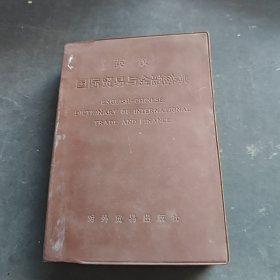 英汉
国际贸易与金融辞典
ENGLISH-CHINESE
DICTIONARY OF INTERNATIONAL
TRADE AND FINANCE
对外贸易出版社